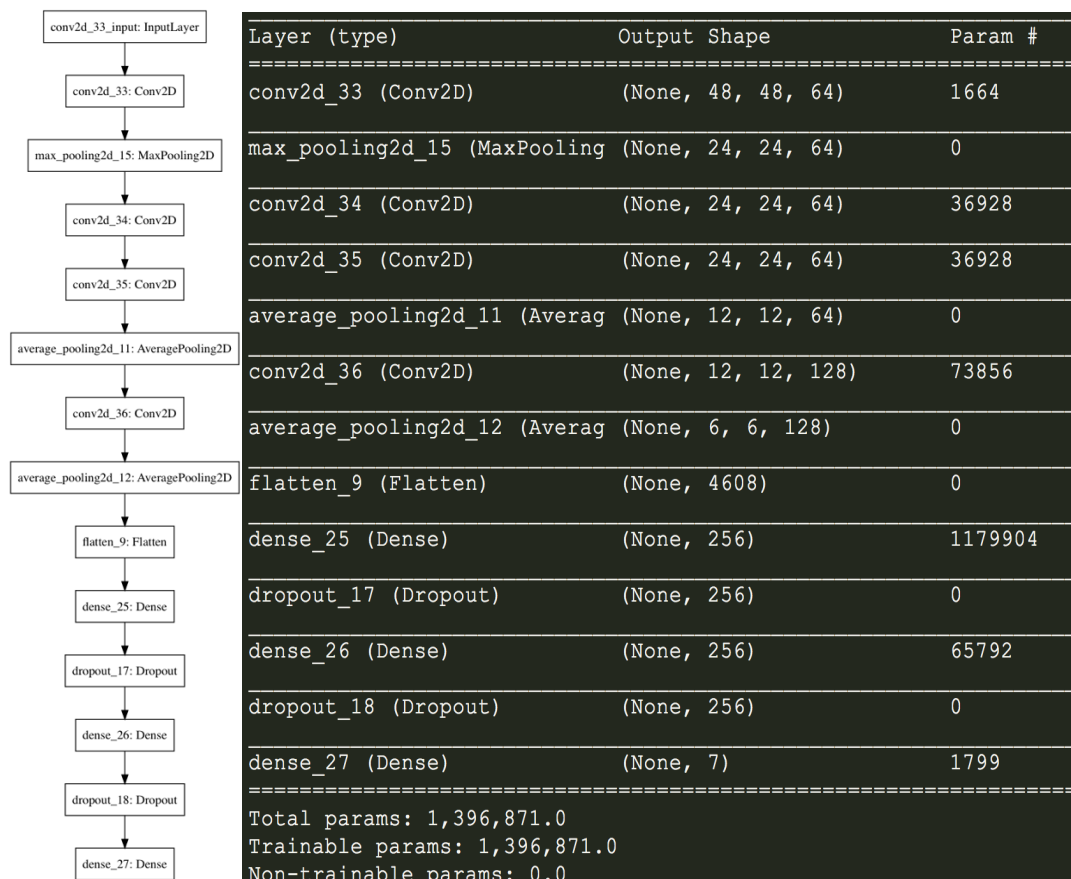 conv2d_33_input: InputLayer
conv2d_33: Conv2D
max_pooling2d_15: MaxPooling2D
conv2d_34: Conv2D
conv2d_35: Conv2D
average_pooling2d_11: AveragePooling2D
conv2d_36: Conv2D
average_pooling2d_12: AveragePooling2D
flatten_9: Flatten
dense_25: Dense
dropout_17: Dropout
dense_26: Dense
dropout_18: Dropout
dense_27: Dense
Layer (type) Output Shape Param #
conv2d_33 (Conv2D) (None, 48, 48, 64) 1664
max_pooling2d_15 (MaxPooling (None, 24, 24, 64) 0
conv2d_34 (Conv2D) (None, 24, 24, 64) 36928
conv2d_35 (Conv2D) (None, 24, 24, 64) 36928
average_pooling2d_11 (Averag (None, 12, 12, 64) 0
conv2d_36 (Conv2D) (None, 12, 12, 128) 73856
average_pooling2d_12 (Averag (None, 6, 6, 128) 0
flatten_9 (Flatten) (None, 4608) 0
dense_25 (Dense) (None, 256) 1179904
dropout_17 (Dropout) (None, 256) 0
dense_26 (Dense) (None, 256) 65792
dropout_18 (Dropout) (None, 256) 0
dense_27 (Dense) (None, 7) 1799
Total params: 1,396,871.0
Trainable params: 1,396,871.0
Non-trainable params: 0.0